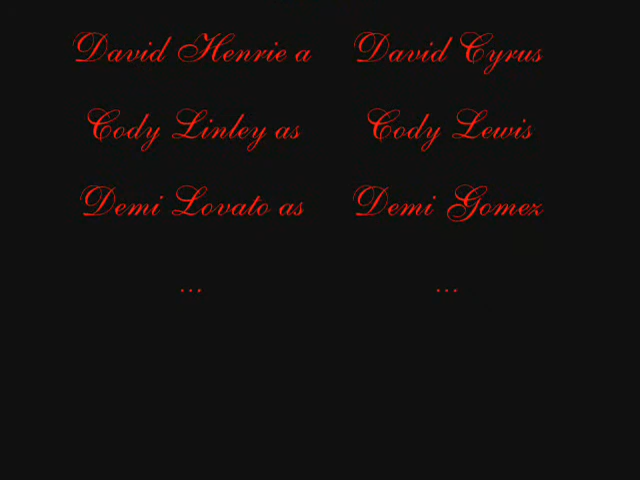 David Henrie a David Cyrus
Cody Linley as Cody Lewis
Demi Lovato as Demi Gomez
... ...